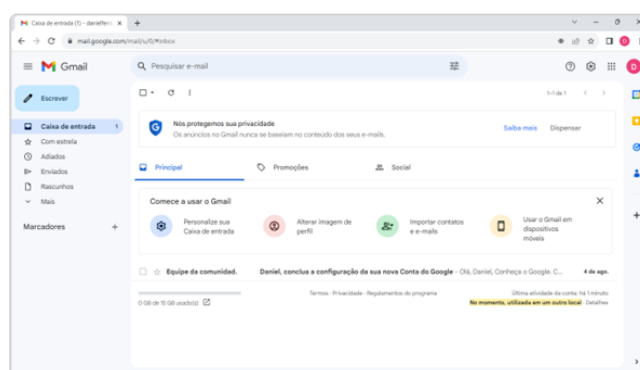 Caixa de entrada (1) - danielferre
mail.google.com/mail/u/0/#inbox
Gmail
Pesquisar e-mail
D
Escrever
1-1 de 1
Caixa de entrada 1
Com estrela
Adiados
Enviados
Rascunhos
Mais
Marcadores
Nós protegemos sua privacidade
Os anúncios no Gmail nunca se baseiam no conteúdo dos seus e-mails.
Saiba mais Dispensar
Principal Promoções Social
Comece a usar o Gmail
Personalize sua
Caixa de entrada
Alterar imagem de
perfil
Importar contatos
e e-mails
Usar o Gmail em
dispositivos
móveis
Equipe da comunidad. Daniel, conclua a configuração da sua nova Conta do Google - Olá, Daniel, Conheça o Google. C... 4 de ago.
0 GB de 15 GB usado(s)
Termos · Privacidade · Regulamentos do programa
Última atividade da conta: há 1 minuto
No momento, utilizada em um outro local · Detalhes